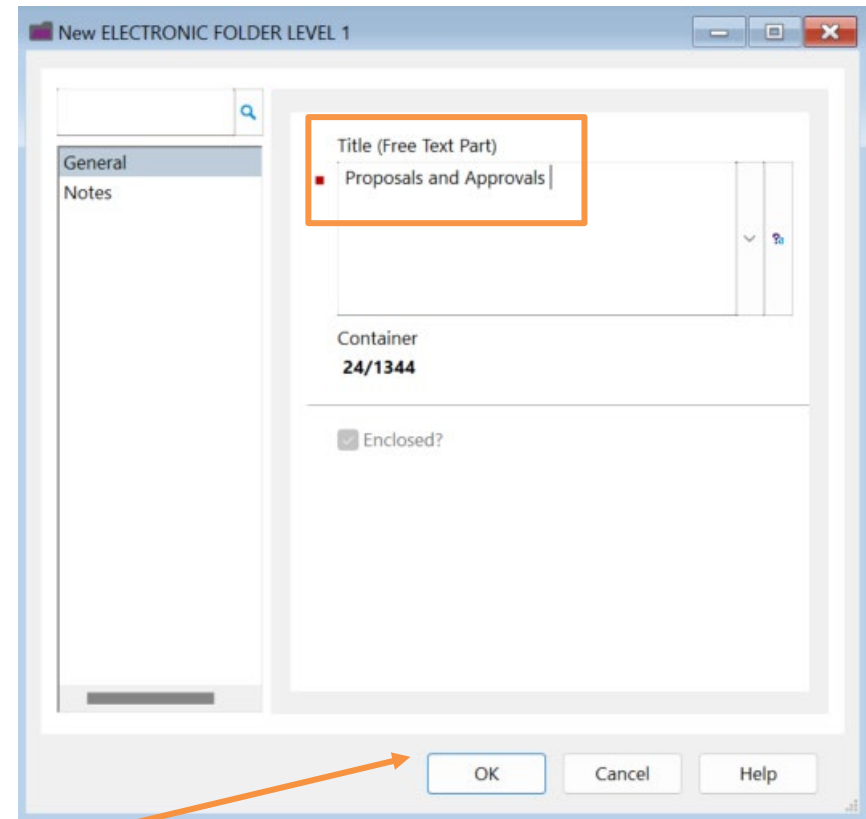 New ELECTRONIC FOLDER LEVEL 1
General
Notes
Title (Free Text Part)
Proposals and Approvals
Container
24/1344
Enclosed?
OK
Cancel
Help